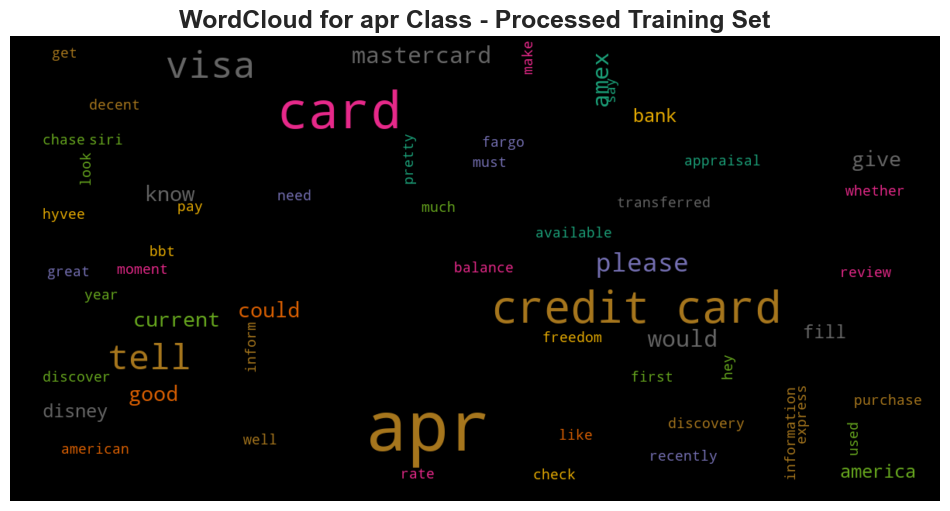 WordCloud for apr Class - Processed Training Set
get
visa
mastercard
make
amex
say
decent
card
bank
chase
siri
look
pretty
fargo
must
appraisal
give
know
need
whether
hyvee
pay
much
transferred
available
bbt
great
moment
balance
please
review
year
current
could
credit card
inform
freedom
would
fill
tell
discover
good
first
hey
disney
purchase
information
express
american
well
apr
like
discovery
used
recently
rate
check
america